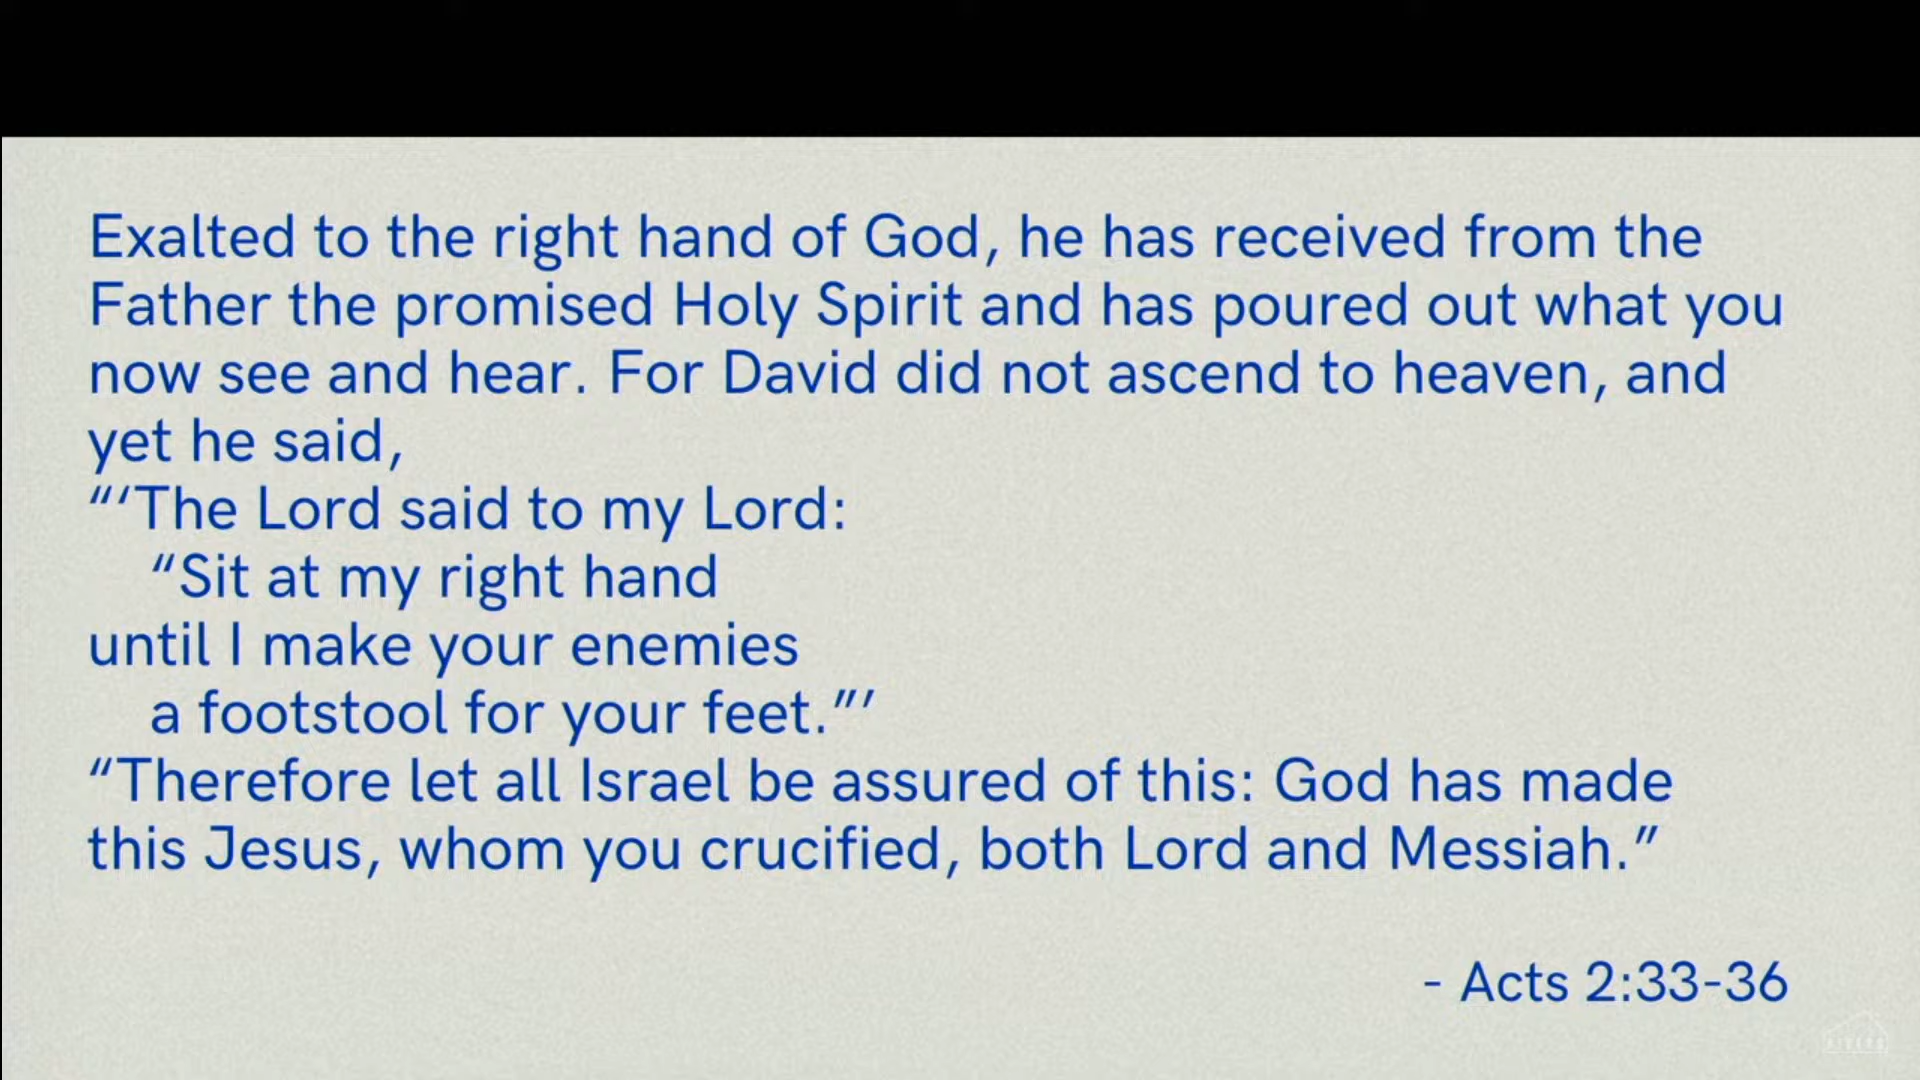 Exalted to the right hand of God, he has received from the
Father the promised Holy Spirit and has poured out what you
now see and hear. For David did not ascend to heaven, and
yet he said,
“‘The Lord said to my Lord:
“Sit at my right hand
until I make your enemies
a footstool for your feet.”’
“Therefore let all Israel be assured of this: God has made
this Jesus, whom you crucified, both Lord and Messiah.”
- Acts 2:33-36